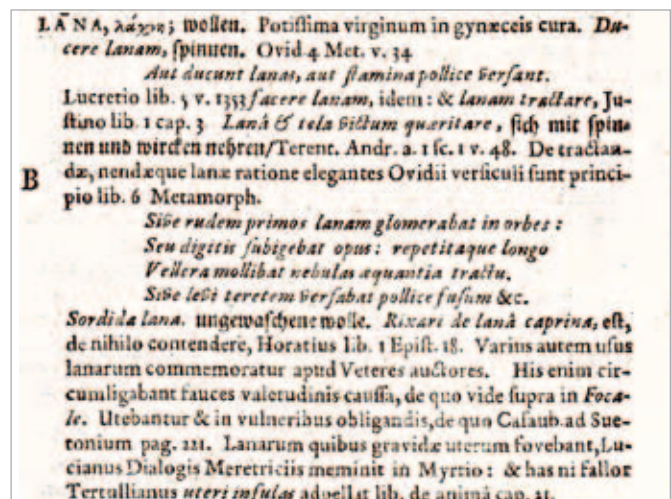 LĀNA, λάχνη; wollen. Potiſſima virginum in gynæceis cura. Du-
cere lanam, ſpinnen. Ovid 4 Met. v. 34
Aut ducunt lanas, aut ſtamina pollice verſant.
Lucretio lib. 5 v. 1353 facere lanam, idem: & lanam tractare, Ju-
ſtino lib. 1 cap. 3 Lanâ & tela victum quæritare, ſich mit ſpin-
nen und wircken nehren/Terent. Andr. a. 1 ſc. 1 v. 48. De tractan-
dæ, nendæque lanæ ratione elegantes Ovidii verſiculi ſunt princi-
B
pio lib. 6 Metamorph.
Sive rudem primos lanam glomerabat in orbes:
Seu digitis ſubigebat opus: repetitaque longo
Vellera mollibat nebulas æquantia tractu.
Sive levi teretem verſabat pollice fuſum &c.
Sordida lana. ungewaſchene wolle. Rixari de lanâ caprina, eſt,
de nihilo contendere, Horatius lib. 1 Epiſt. 18. Varius autem uſus
lanarum commemoratur apud Veteres auctores. His enim cir-
cumligabant fauces valetudinis cauſſa, de quo vide ſupra in Foca-
le. Utebantur & in vulneribus obligandis, de quo Caſaub. ad Sue-
tonium pag. 221. Lanarum quibus gravidæ uterum fovebant, Lu-
cianus Dialogis Meretriciis meminit in Myrtio: & has ni fallor
Tertullianus uteri inſulas adpellat lib. de animâ cap.